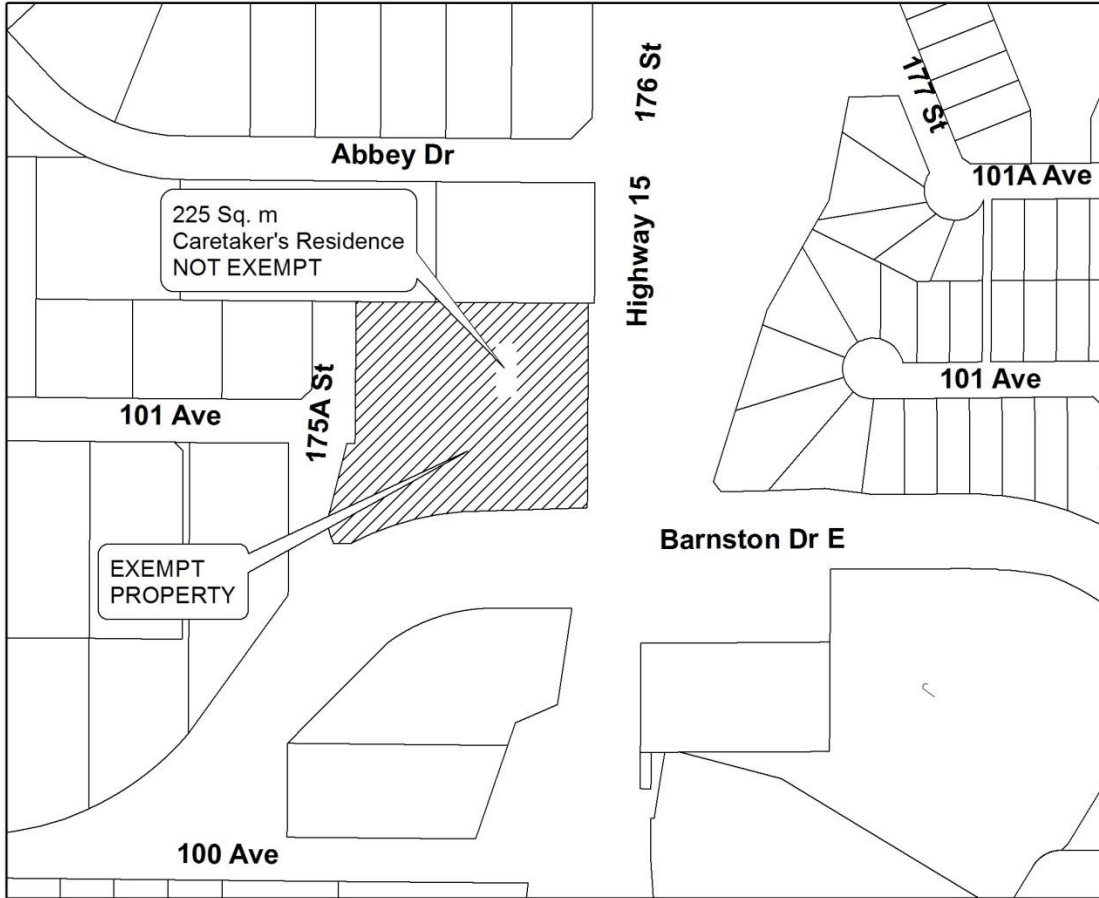 176 St
177 St
Abbey Dr
101A Ave
225 Sq. m
Caretaker's Residence
NOT EXEMPT
Highway 15
101 Ave
175A St
101 Ave
Barnston Dr E
EXEMPT
PROPERTY
100 Ave